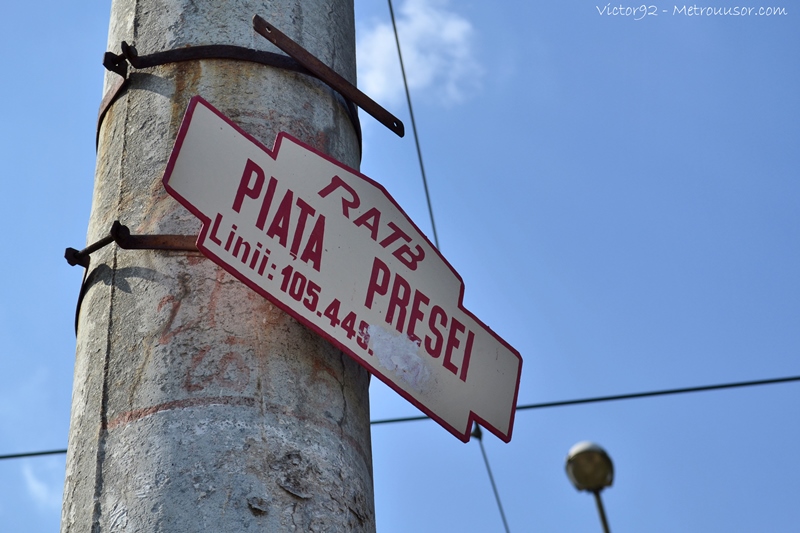 Victor92 - Metrouusor.com
RATB
PIAȚA PRESEI
Linii: 105.449.